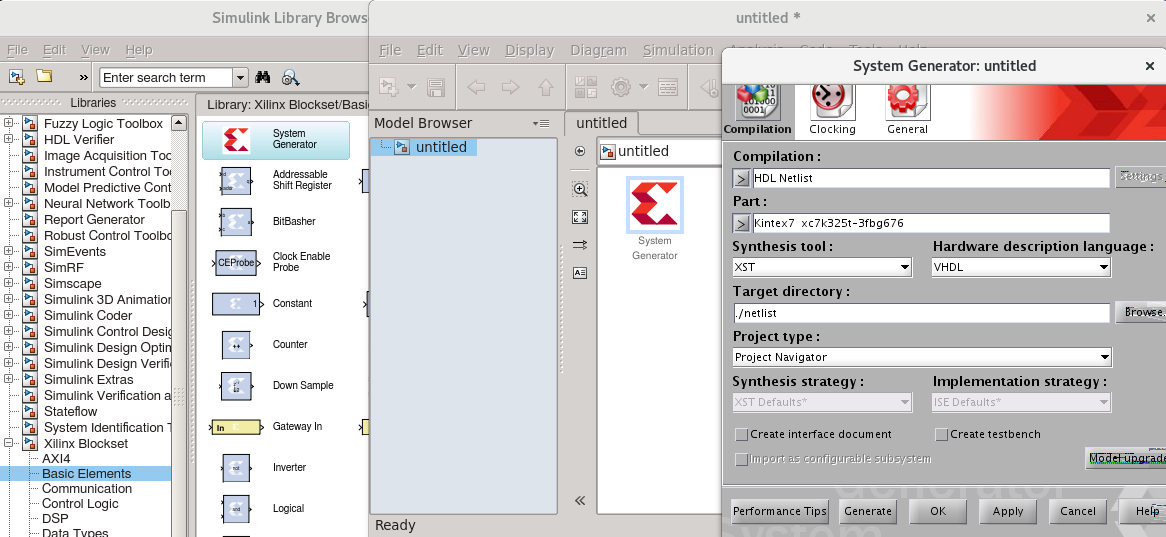 Simulink Library Brows
File Edit View Help
Enter search term
Libraries
Library: Xilinx Blockset/Basic
Fuzzy Logic Toolbox
HDL Verifier
Image Acquisition Too
Instrument Control To
Model Predictive Cont
Neural Network Toolb
Report Generator
Robust Control Toolbo
SimEvents
SimRF
Simscape
Simulink 3D Animation
Simulink Coder
Simulink Control Desig
Simulink Design Optin
Simulink Design Verifi
Simulink Extras
Simulink Verification a
Stateflow
System Identification T
Xilinx Blockset
AXI4
Basic Elements
Communication
Control Logic
DSP
Data Types
System
Generator
Addressable
Shift Register
BitBasher
CEProbe
Clock Enable
Probe
1
Constant
Counter
Down Sample
In
Gateway In
Inverter
Logical
untitled *
File Edit View Display Diagram Simulation
Model Browser
untitled
untitled
untitled
System
Generator
Ready
System Generator: untitled
Compilation Clocking General
Compilation :
HDL Netlist
Settings
Part :
Kintex7 xc7k325t-3fbg676
Synthesis tool : Hardware description language :
XST VHDL
Target directory :
./netlist
Browse.
Project type :
Project Navigator
Synthesis strategy : Implementation strategy :
XST Defaults* ISE Defaults*
Create interface document Create testbench
Import as configurable subsystem
Model upgrade
Performance Tips Generate OK Apply Cancel Help